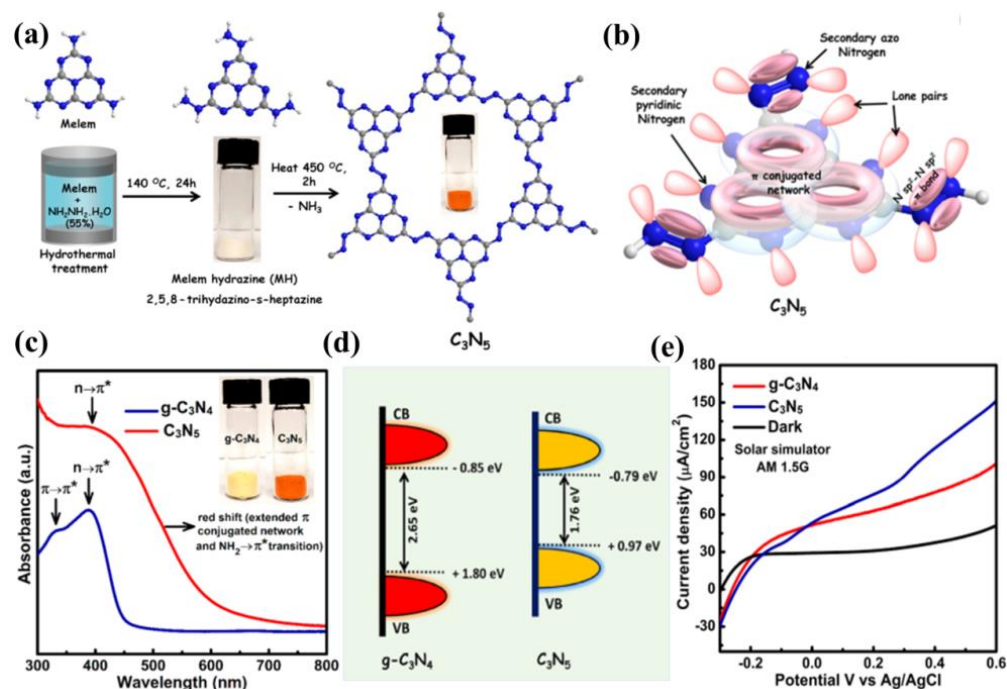 (a)
Melem
Melem
+
NH₂NH₂.H₂O
(55%)
Hydrothermal
treatment
140 °C, 24h
Melem hydrazine (MH)
2,5,8-trihydazino-s-heptazine
Heat 450 °C,
2h
- NH₃
C₃N₅
(b)
Secondary azo
Nitrogen
Secondary
pyridinic
Nitrogen
Lone pairs
π conjugated
network
N sp²-N sp²
π bond
C₃N₅
(c)
Absorbance (a.u.)
n→π*
g-C₃N₄
C₃N₅
π→π*
n→π*
g-C₃N₄
C₃N₅
red shift (extended π
conjugated network
and NH₂→π* transition)
300 400 500 600 700 800
Wavelength (nm)
(d)
CB
- 0.85 eV
2.65 eV
+ 1.80 eV
VB
g-C₃N₄
CB
-0.79 eV
1.76 eV
+ 0.97 eV
VB
C₃N₅
(e)
Current density (µA/cm²)
180
150
120
90
60
30
0
-30
g-C₃N₄
C₃N₅
Dark
Solar simulator
AM 1.5G
-0.2 0.0 0.2 0.4 0.6
Potential V vs Ag/AgCl